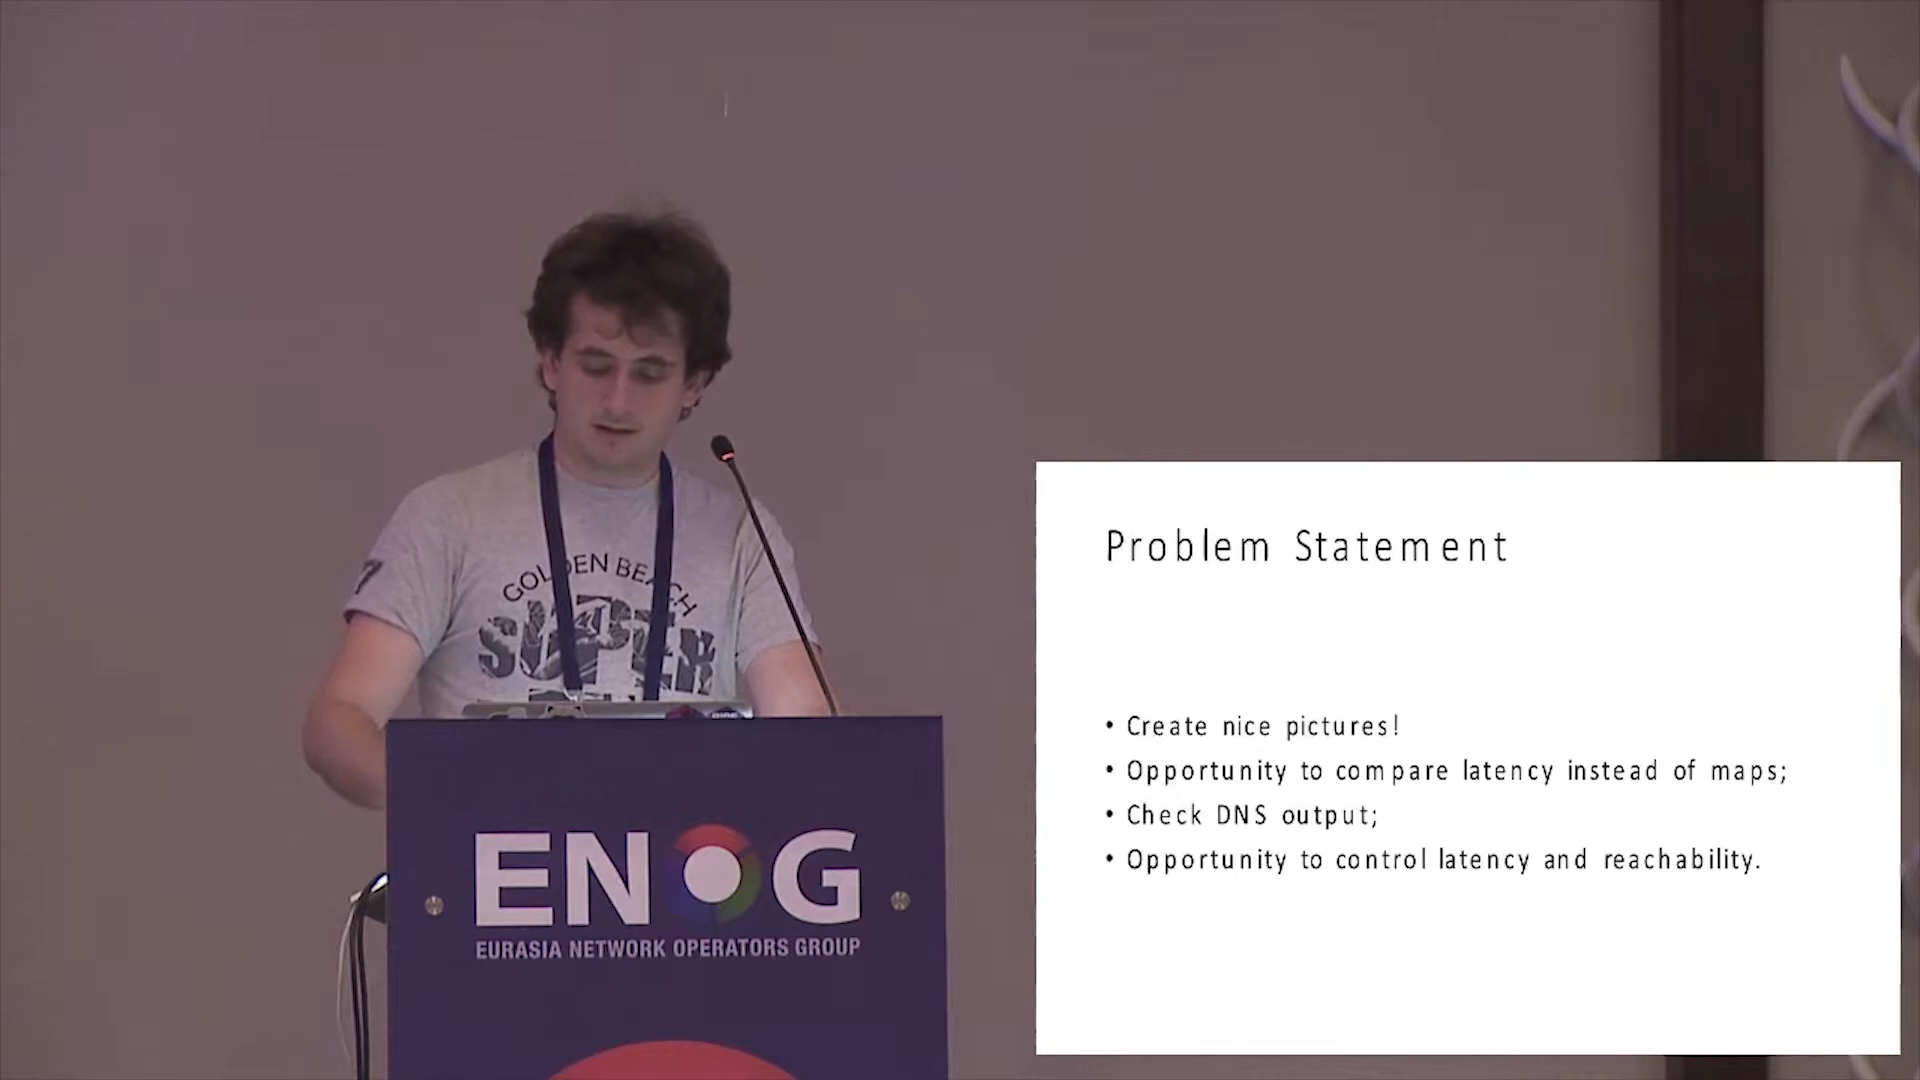 GOLDEN BEACH
SUPER
ENOG
EURASIA NETWORK OPERATORS GROUP
Problem Statement
• Create nice pictures!
• Opportunity to compare latency instead of maps;
• Check DNS output;
• Opportunity to control latency and reachability.